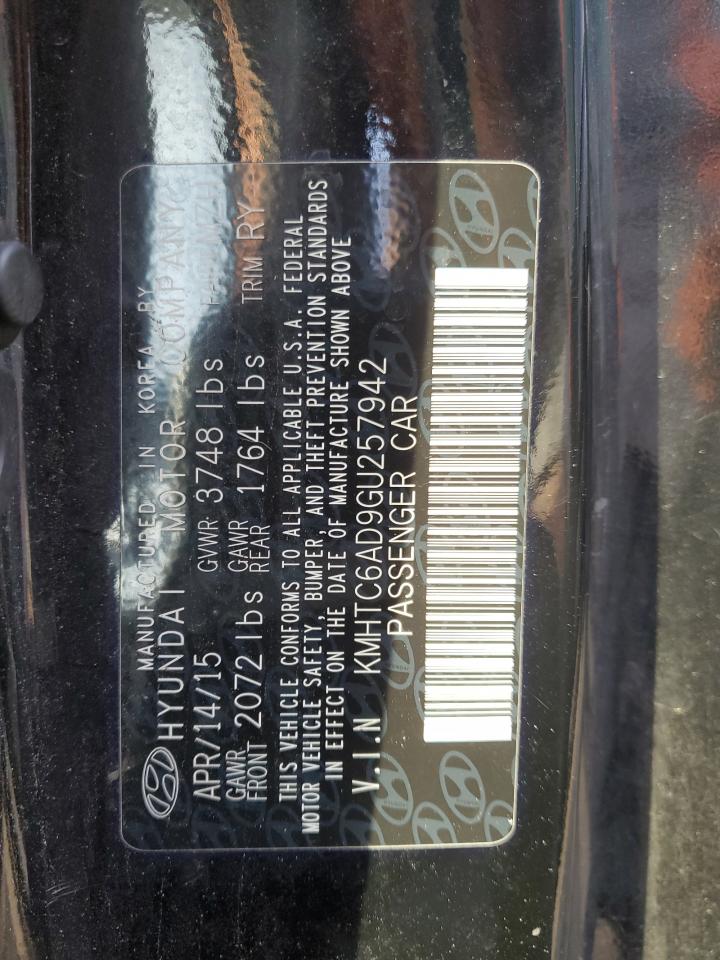 MANUFACTURED IN KOREA BY
HYUNDAI MOTOR COMPANY
APR/14/15 GVWR 3748 lbs
GAWR FRONT 2072 lbs GAWR REAR 1764 lbs TRIM RY
THIS VEHICLE CONFORMS TO ALL APPLICABLE U.S.A. FEDERAL
MOTOR VEHICLE SAFETY, BUMPER, AND THEFT PREVENTION STANDARDS
IN EFFECT ON THE DATE OF MANUFACTURE SHOWN ABOVE
V.I.N KMHTC6AD9GU257942
PASSENGER CAR